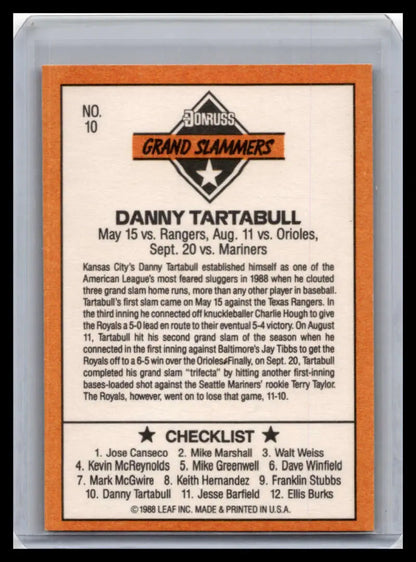 NO.
10
DONRUSS
GRAND SLAMMERS
DANNY TARTABULL
May 15 vs. Rangers, Aug. 11 vs. Orioles,
Sept. 20 vs. Mariners
Kansas City's Danny Tartabull established himself as one of the
American League's most feared sluggers in 1988 when he clouted
three grand slam home runs, more than any other player in baseball.
Tartabull's first slam came on May 15 against the Texas Rangers. In
the third inning he connected off knuckleballer Charlie Hough to give
the Royals a 5-0 lead en route to their eventual 5-4 victory. On August
11, Tartabull hit his second grand slam of the season when he
connected in the first inning against Baltimore's Jay Tibbs to get the
Royals off to a 6-5 win over the Orioles. Finally, on Sept. 20, Tartabull
completed his grand slam "trifecta" by hitting another first-inning
bases-loaded shot against the Seattle Mariners' rookie Terry Taylor.
The Royals, however, went on to lose that game, 11-10.
★ CHECKLIST ★
1. Jose Canseco 2. Mike Marshall 3. Walt Weiss
4. Kevin McReynolds 5. Mike Greenwell 6. Dave Winfield
7. Mark McGwire 8. Keith Hernandez 9. Franklin Stubbs
10. Danny Tartabull 11. Jesse Barfield 12. Ellis Burks
©1988 LEAF INC. MADE & PRINTED IN U.S.A.